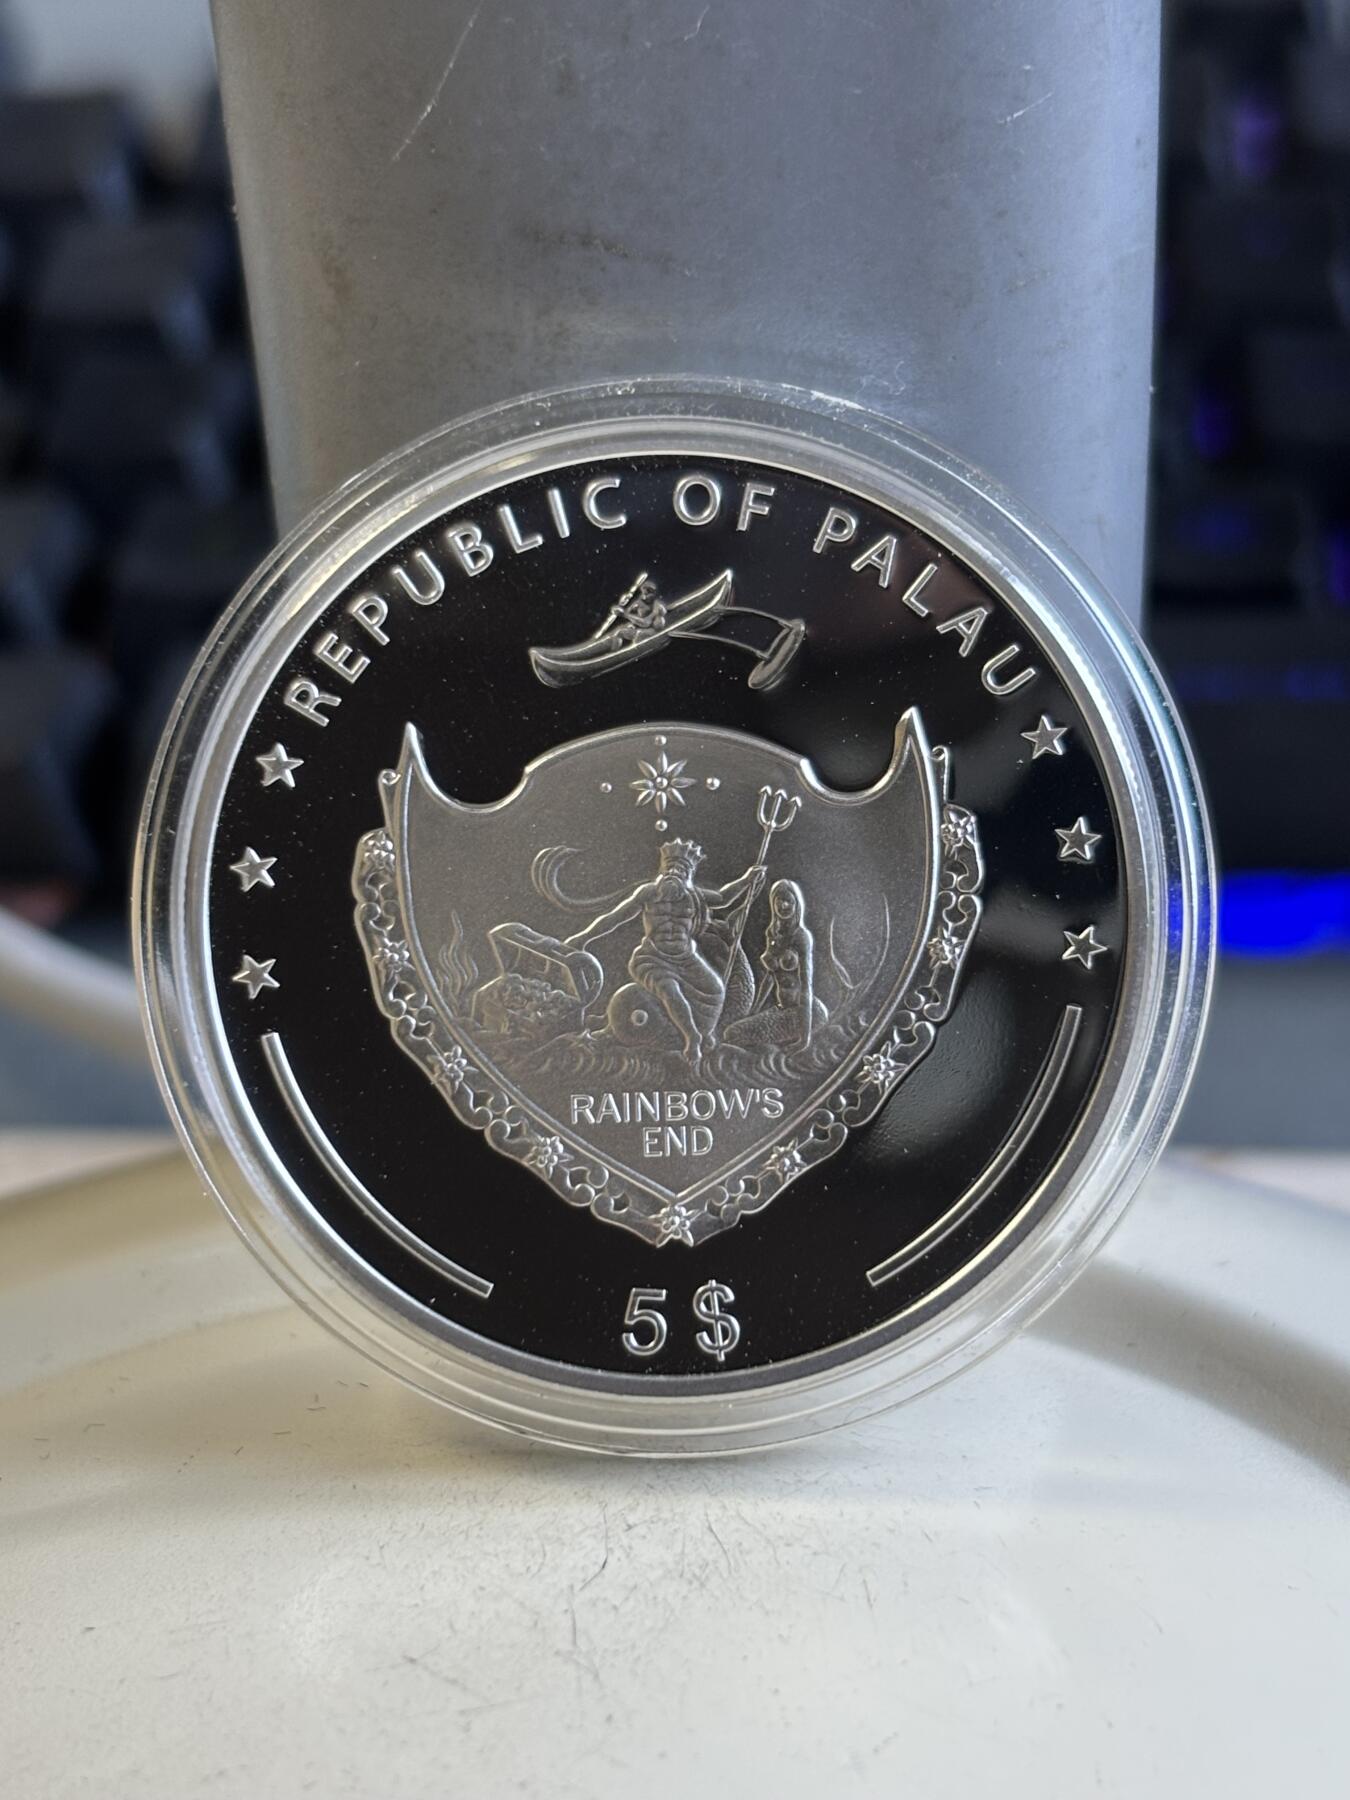 REPUBLIC OF PALAU
RAINBOW'S
END
5 $